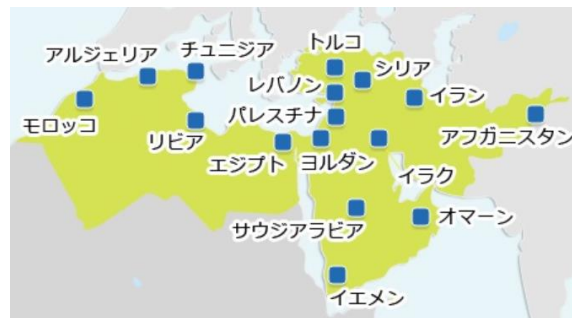 トルコ
チュニジア
アルジェリア
シリア
レバノン
イラン
パレスチナ
モロッコ
リビア
アフガニスタン
エジプト
ヨルダン
イラク
オマーン
サウジアラビア
イエメン